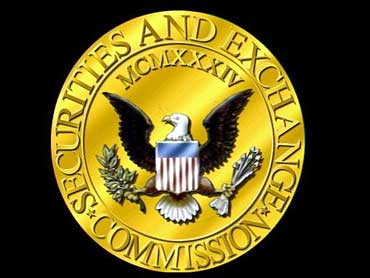 SECURITIES AND EXCHANGE
COMMISSION
MCMXXXIV